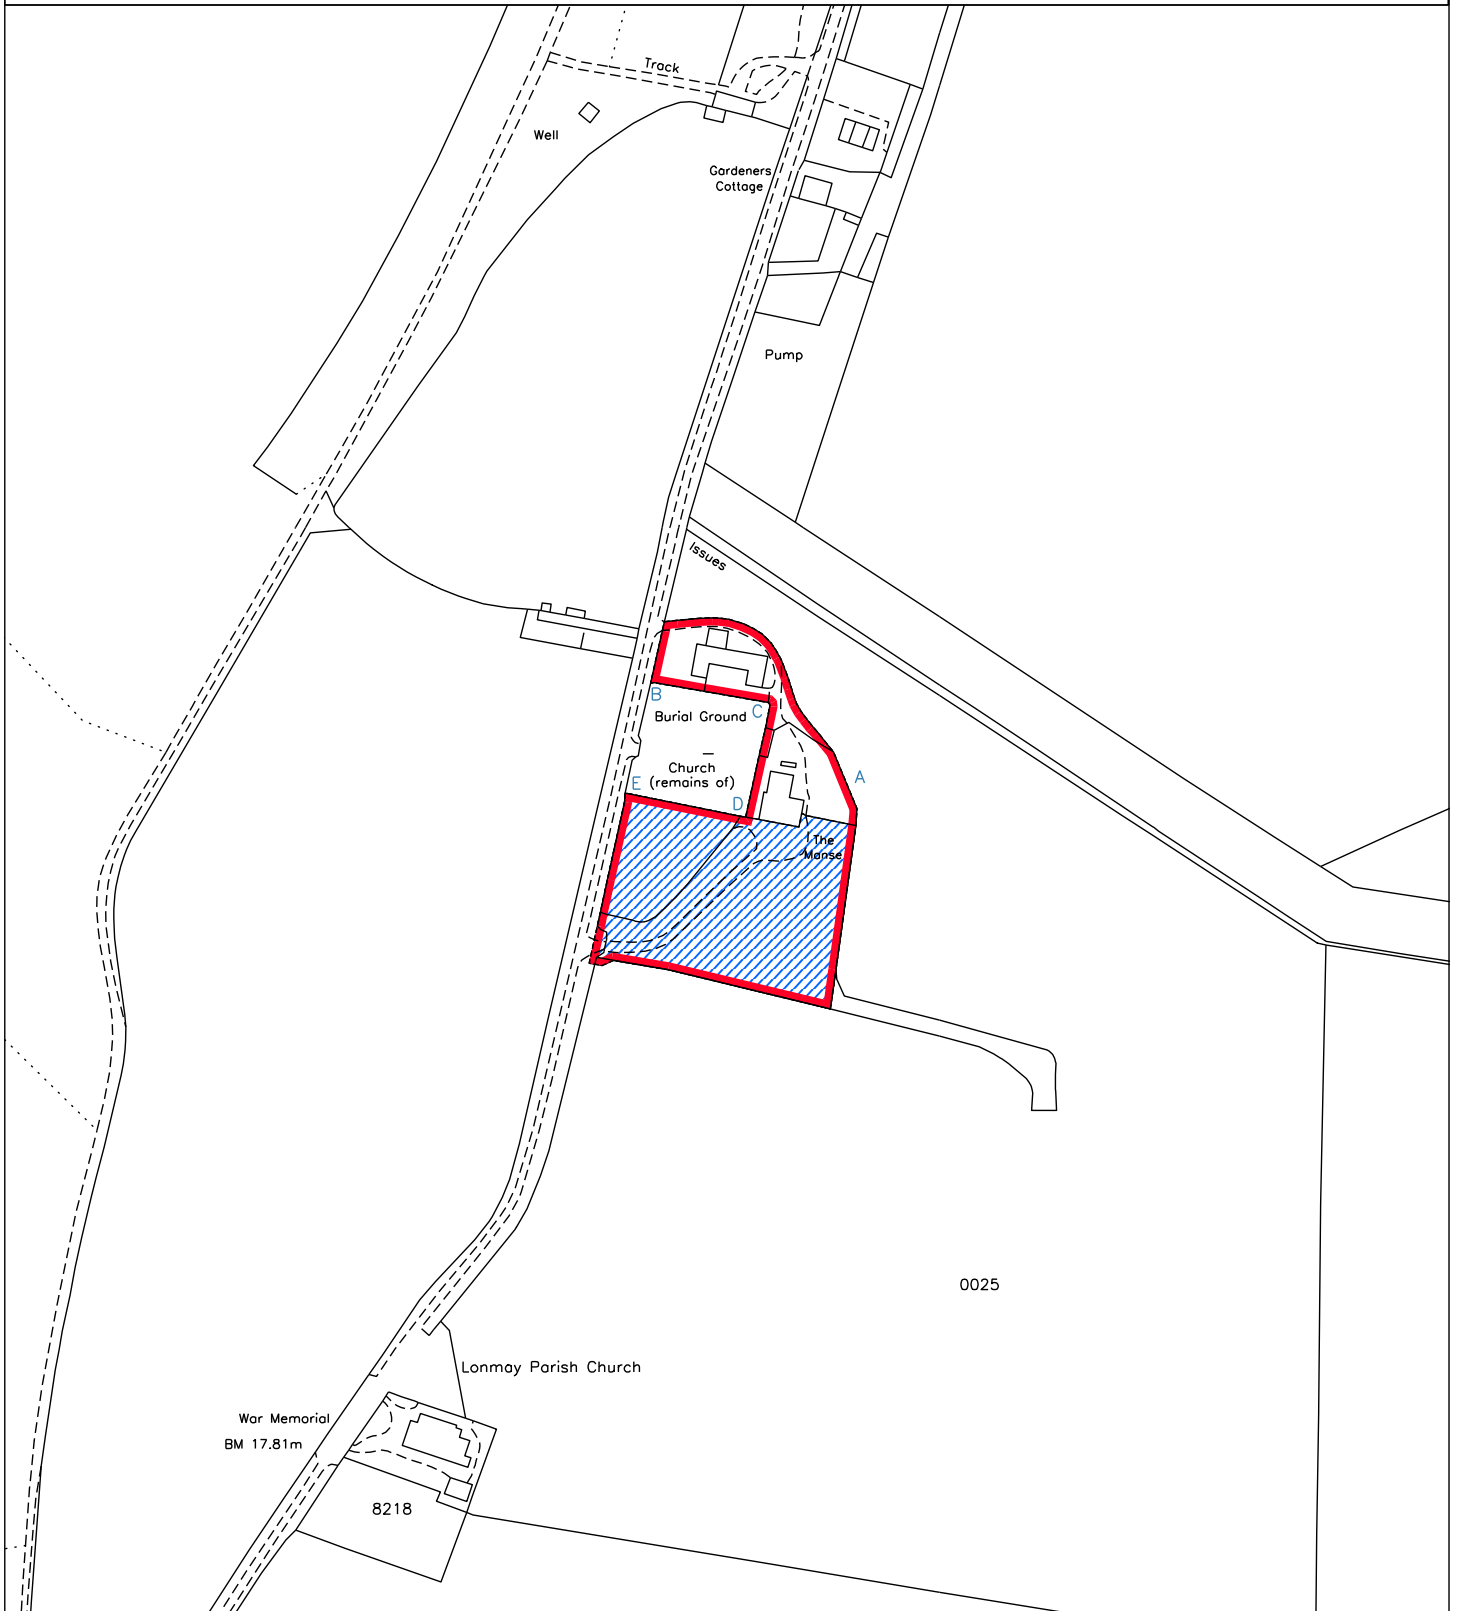 Track
Well
Gardeners
Cottage
Pump
Issues
B
C
Burial Ground
Church
(remains of)
A
E
D
The
Manse
0025
Lonmay Parish Church
War Memorial
BM 17.81m
8218